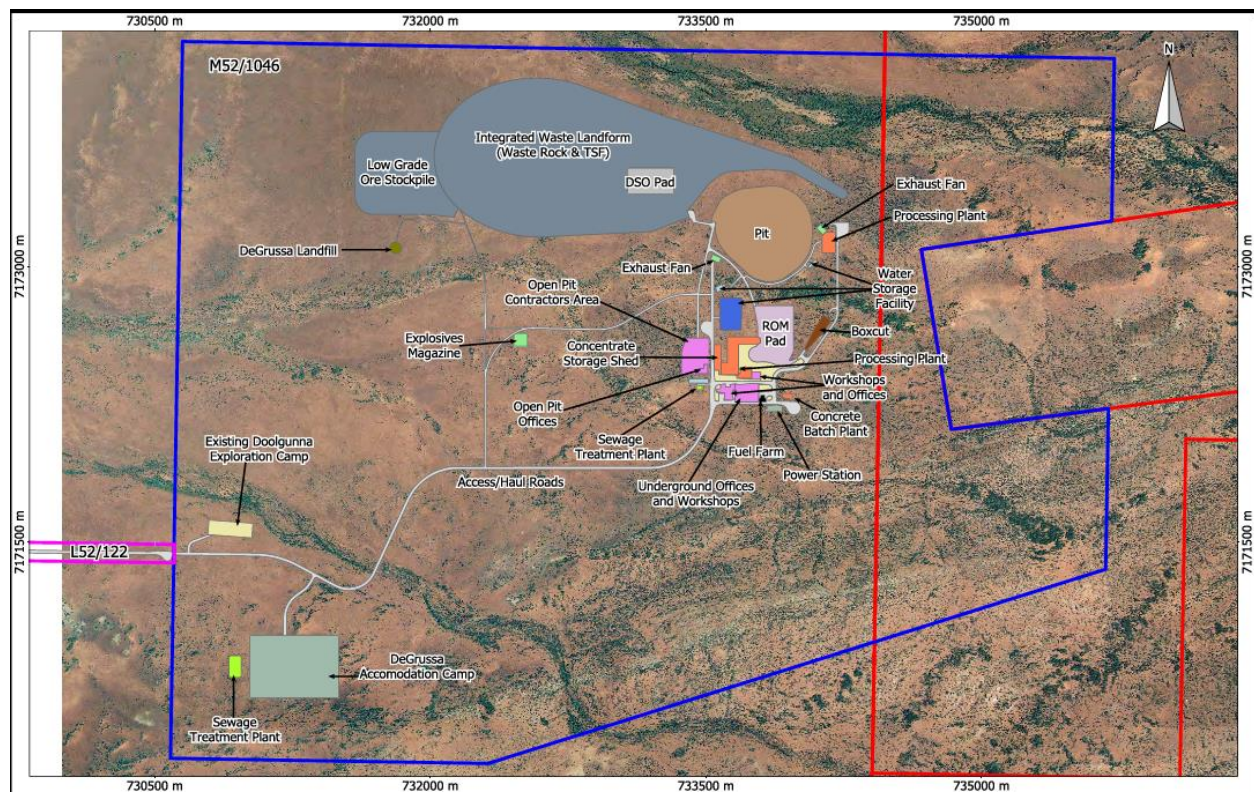 730500 m
732000 m
733500 m
735000 m
M52/1046
N
Integrated Waste Landform
(Waste Rock & TSF)
Low Grade
Ore Stockpile
DSO Pad
Exhaust Fan
Processing Plant
Pit
DeGrussa Landfill
7173000 m
7173000 m
Exhaust Fan
Water
Storage
Facility
Open Pit
Contractors Area
ROM
Pad
Boxcut
Explosives
Magazine
Concentrate
Storage Shed
Processing Plant
Workshops
and Offices
Open Pit
Offices
Concrete
Batch Plant
Existing Doolgunna
Exploration Camp
Sewage
Treatment Plant
Fuel Farm
Power Station
Access/Haul Roads
Underground Offices
and Workshops
7171500 m
7171500 m
L52/122
DeGrussa
Accomodation Camp
Sewage
Treatment Plant
730500 m
732000 m
733500 m
735000 m